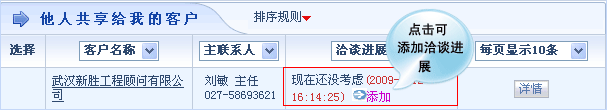 他人共享给我的客户 排序规则
点击可
添加洽谈进
展
选择 客户名称 主联系人 洽谈进展 每页显示10条
武汉新胜工程顾问有限公 刘敏 主任 现在还没考虑(2009- 12
司 027-58693621 16:14:25) 添加 详情